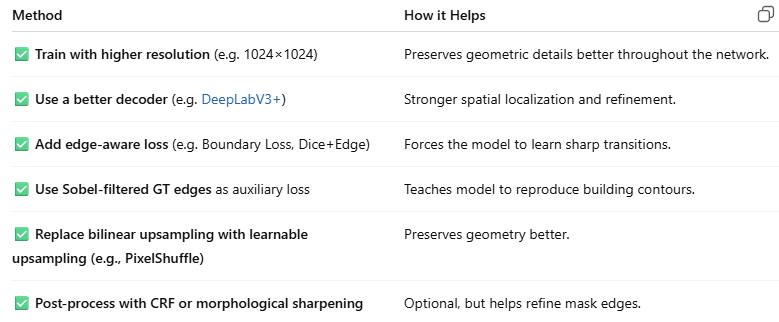 Method How it Helps
✅ Train with higher resolution (e.g. 1024×1024) Preserves geometric details better throughout the network.
✅ Use a better decoder (e.g. DeepLabV3+) Stronger spatial localization and refinement.
✅ Add edge-aware loss (e.g. Boundary Loss, Dice+Edge) Forces the model to learn sharp transitions.
✅ Use Sobel-filtered GT edges as auxiliary loss Teaches model to reproduce building contours.
✅ Replace bilinear upsampling with learnable Preserves geometry better.
upsampling (e.g., PixelShuffle)
✅ Post-process with CRF or morphological sharpening Optional, but helps refine mask edges.